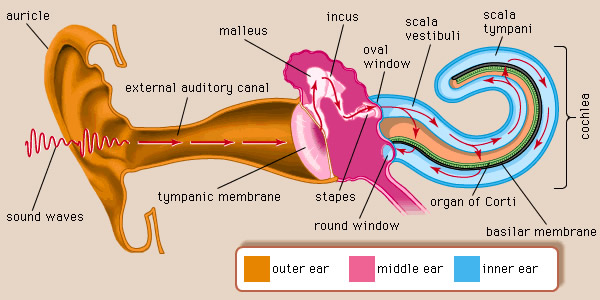 auricle
malleus
incus
oval
window
scala
vestibuli
scala
tympani
external auditory canal
cochlea
sound waves
tympanic membrane
stapes
round window
organ of Corti
basilar membrane
outer ear
middle ear
inner ear